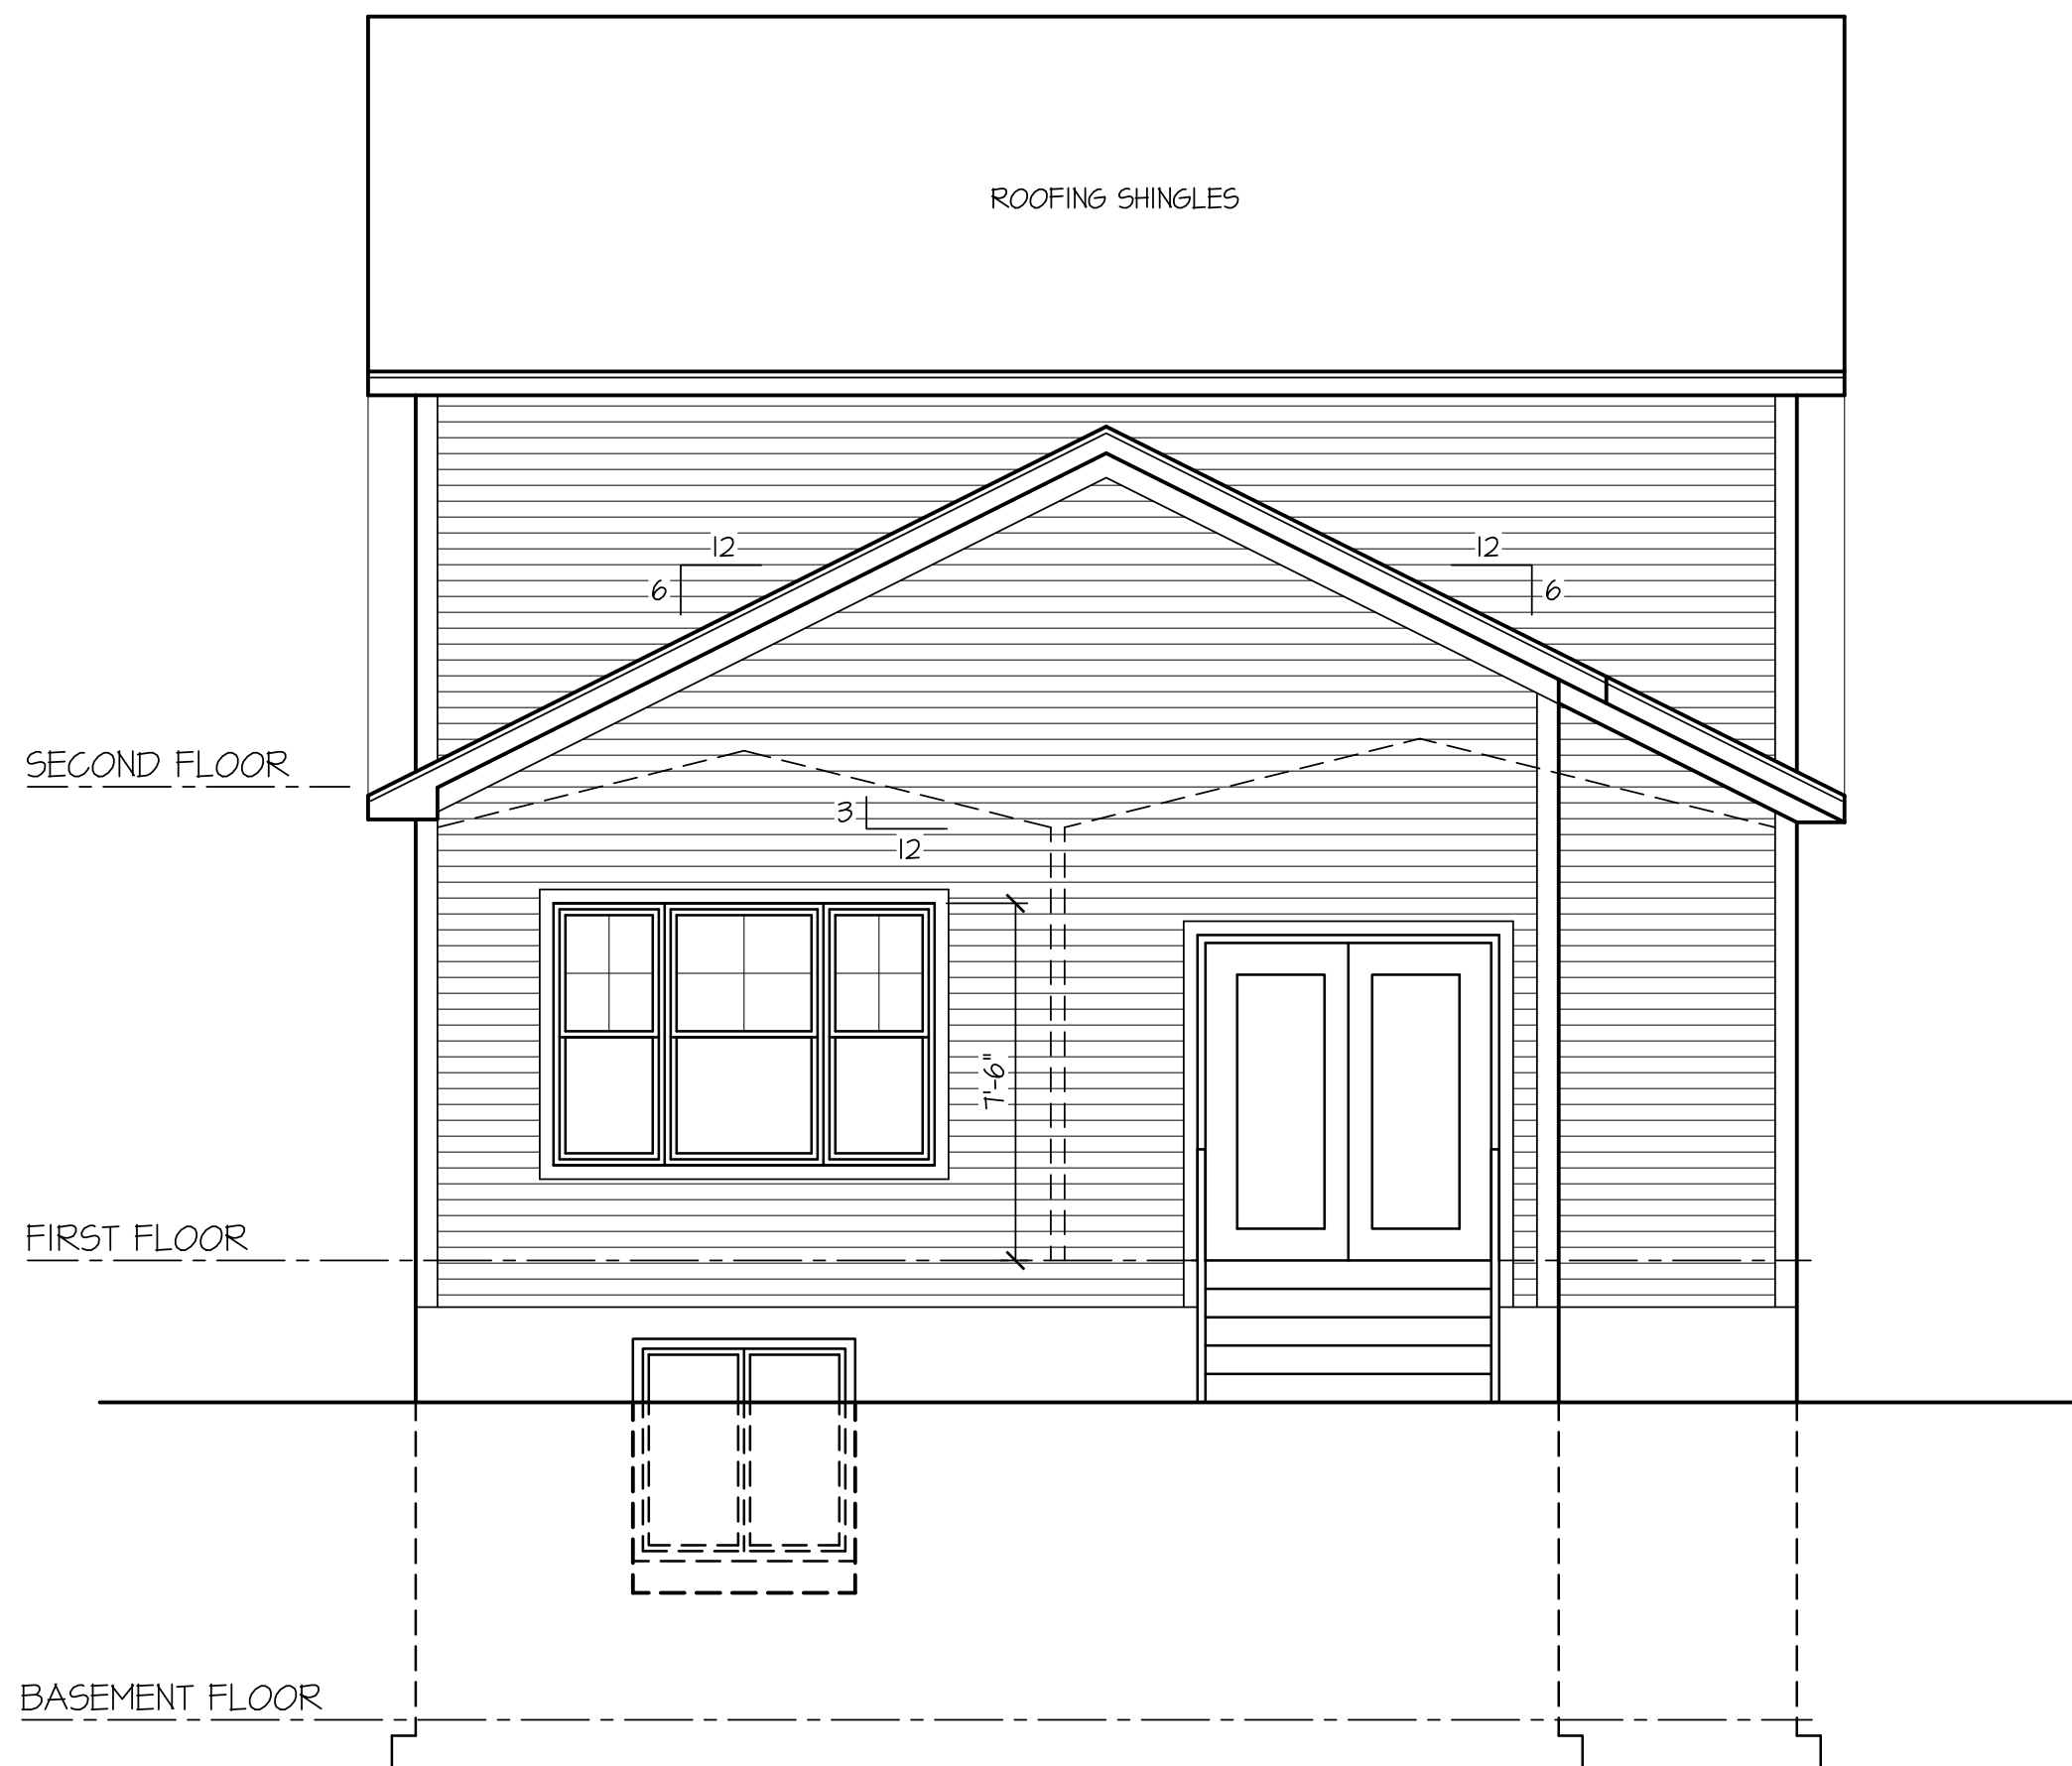 ROOFING SHINGLES
12
12
6
6
SECOND FLOOR
3
12
7'-6"
FIRST FLOOR
BASEMENT FLOOR